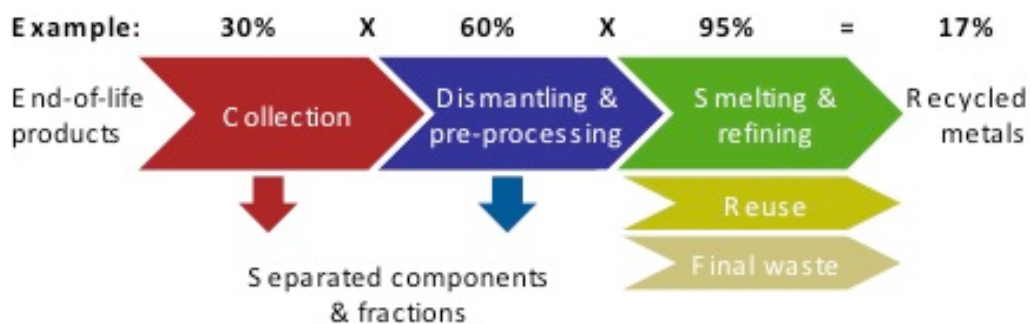 Example: 30% X 60% X 95% = 17%
End-of-life
products
Collection
Dismantling &
pre-processing
Smelting &
refining
Recycled
metals
Reuse
Final waste
Separated components
& fractions